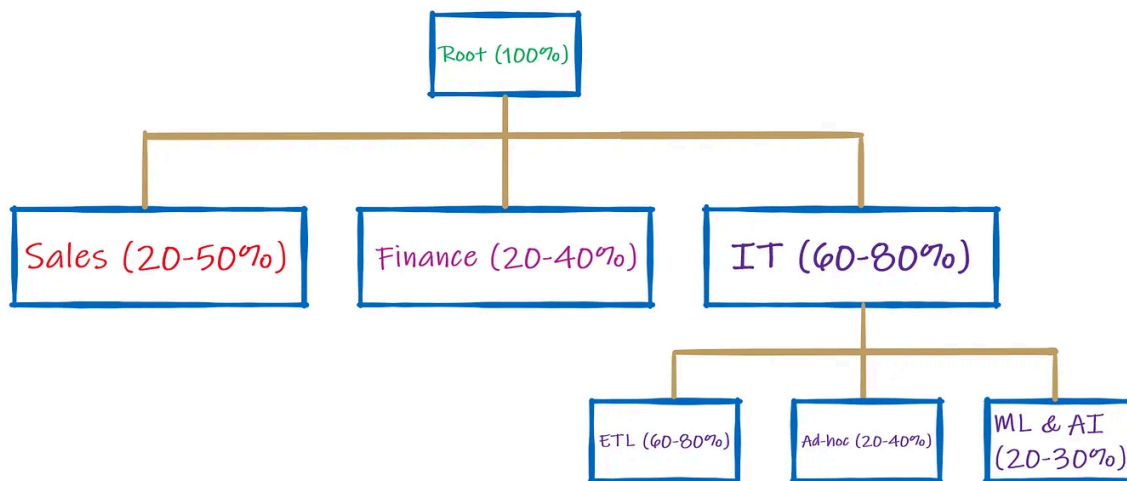 Root (100%)
Sales (20-50%)
Finance (20-40%)
IT (60-80%)
ETL (60-80%)
Ad-hoc (20-40%)
ML & AI
(20-30%)